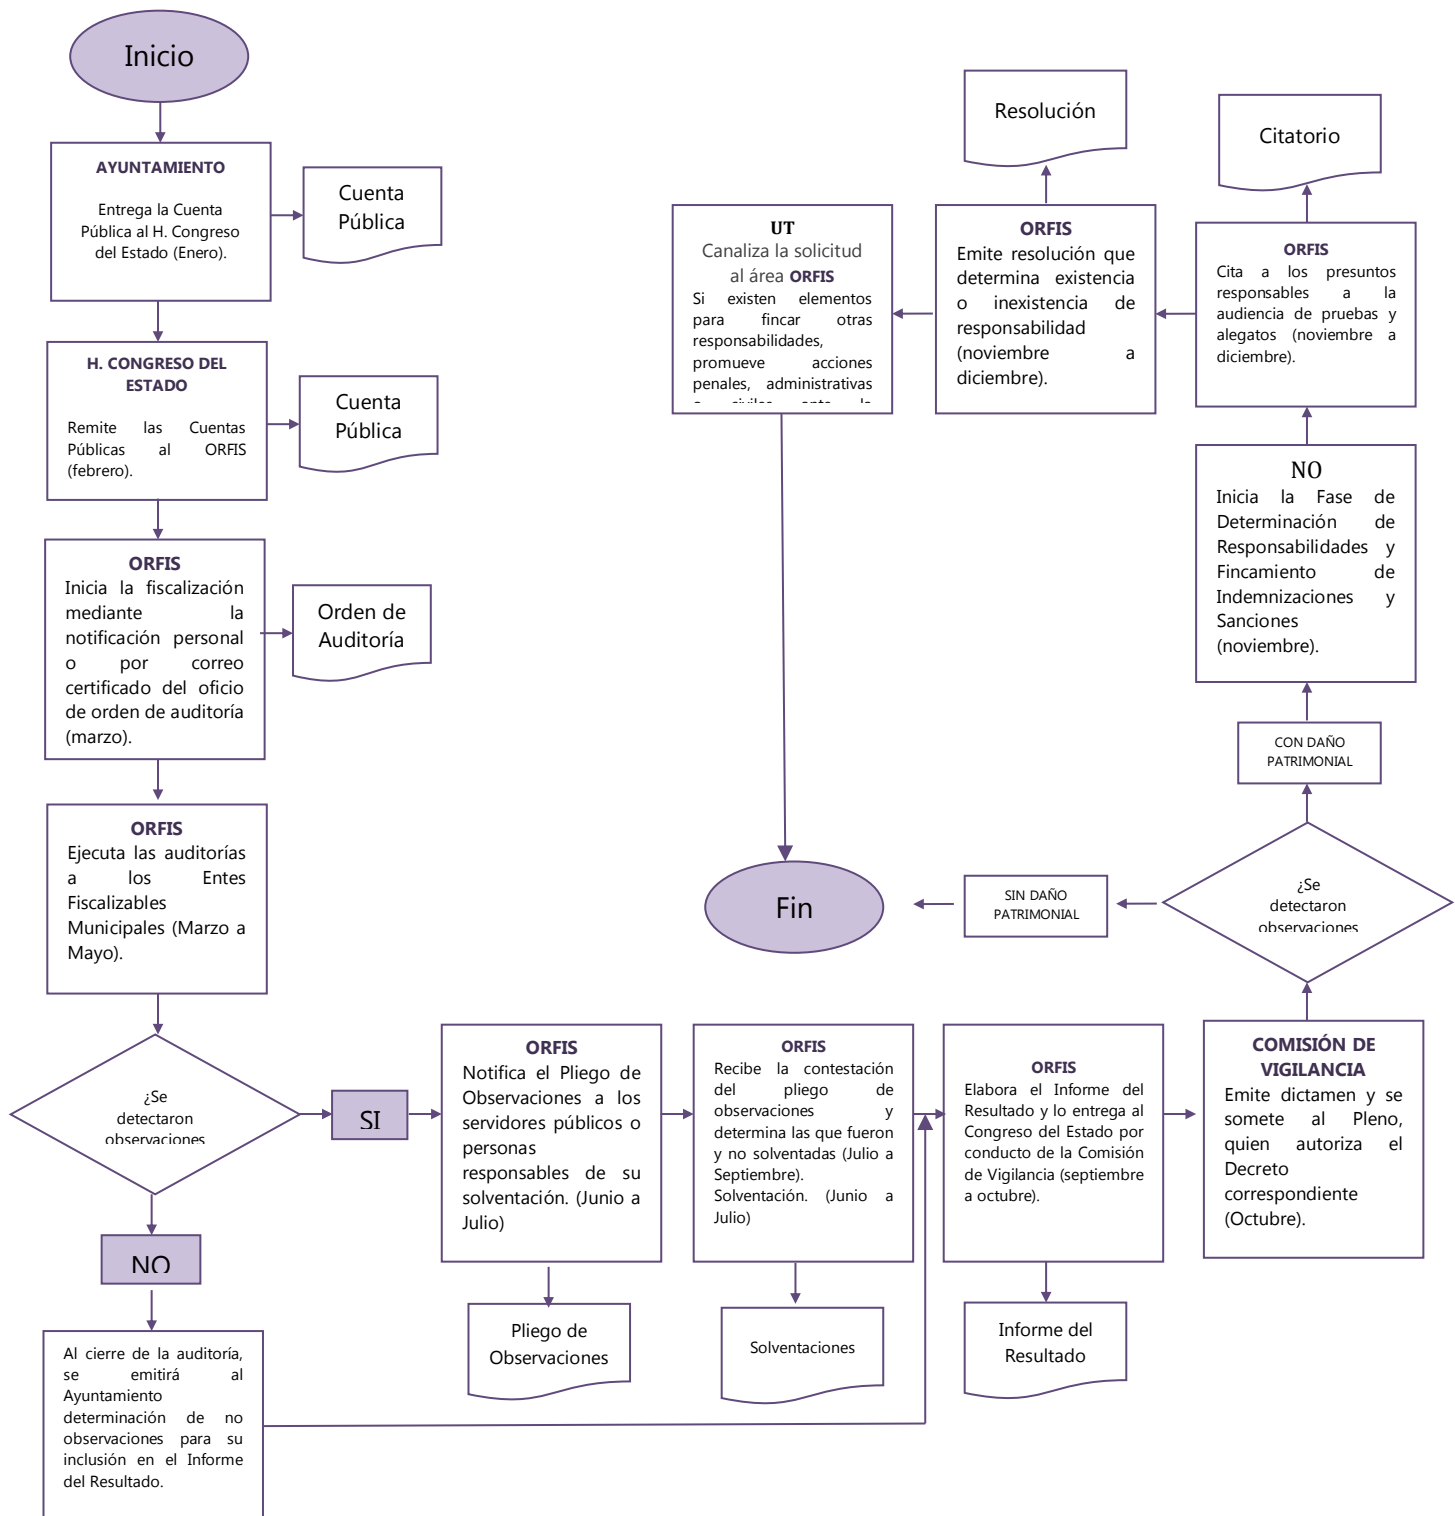 Inicio
AYUNTAMIENTO
Entrega la Cuenta
Pública al H. Congreso
del Estado (Enero).
Cuenta
Pública
H. CONGRESO DEL
ESTADO
Remite las Cuentas
Públicas al ORFIS
(febrero).
Cuenta
Pública
ORFIS
Inicia la fiscalización
mediante la
notificación personal
o por correo
certificado del oficio
de orden de auditoría
(marzo).
Orden de
Auditoría
ORFIS
Ejecuta las auditorías
a los Entes
Fiscalizables
Municipales (Marzo a
Mayo).
¿Se
detectaron
observaciones
SI
NO
Al cierre de la auditoría,
se emitirá al
Ayuntamiento
determinación de no
observaciones para su
inclusión en el Informe
del Resultado.
ORFIS
Notifica el Pliego de
Observaciones a los
servidores públicos o
personas
responsables de su
solventación. (Junio a
Julio)
Pliego de
Observaciones
ORFIS
Recibe la contestación
del pliego de
observaciones y
determina las que fueron
y no solventadas (Julio a
Septiembre).
Solventación. (Junio a
Julio)
Solventaciones
ORFIS
Elabora el Informe del
Resultado y lo entrega al
Congreso del Estado por
conducto de la Comisión
de Vigilancia (septiembre
a octubre).
Informe del
Resultado
COMISIÓN DE
VIGILANCIA
Emite dictamen y se
somete al Pleno,
quien autoriza el
Decreto
correspondiente
(Octubre).
¿Se
detectaron
observaciones
SIN DAÑO
PATRIMONIAL
Fin
CON DAÑO
PATRIMONIAL
NO
Inicia la Fase de
Determinación de
Responsabilidades y
Fincamiento de
Indemnizaciones y
Sanciones
(noviembre).
ORFIS
Cita a los presuntos
responsables a la
audiencia de pruebas y
alegatos (noviembre a
diciembre).
Citatorio
ORFIS
Emite resolución que
determina existencia
o inexistencia de
responsabilidad
(noviembre a
diciembre).
Resolución
UT
Canaliza la solicitud
al área ORFIS
Si existen elementos
para fincar otras
responsabilidades,
promueve acciones
penales, administrativas
o civiles ante la